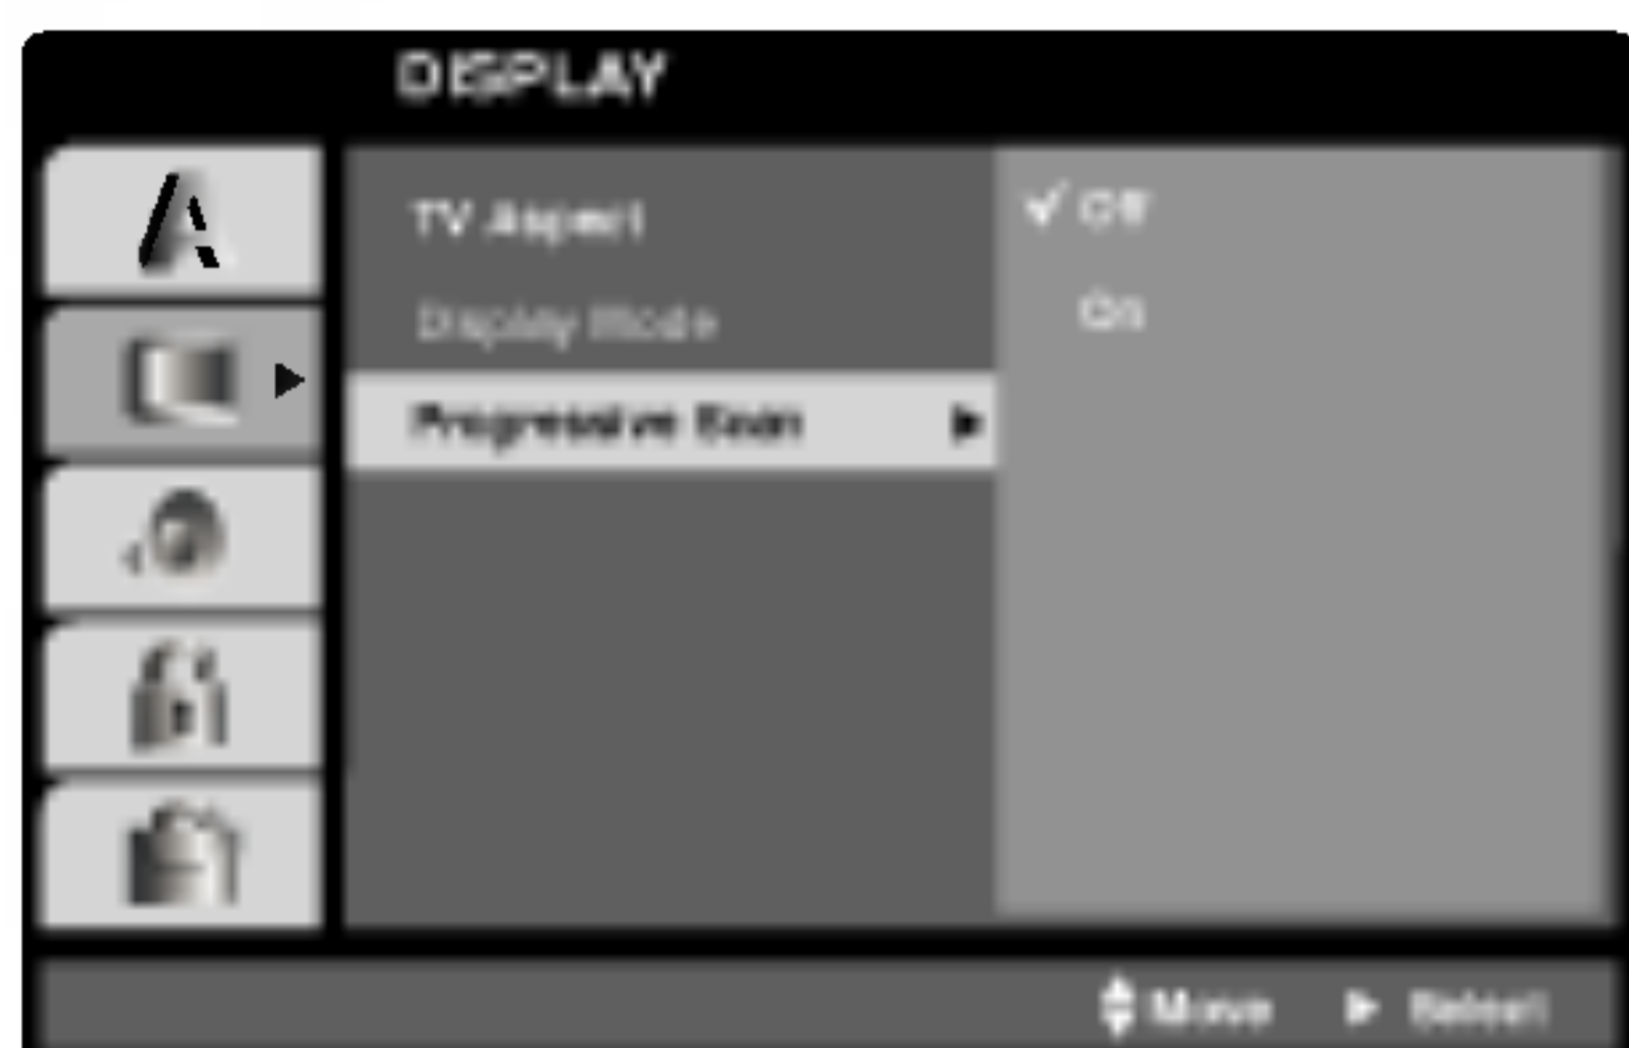 DISPLAY
TV Aspect
Display Mode
Progressive Scan
Off
On
Move Select